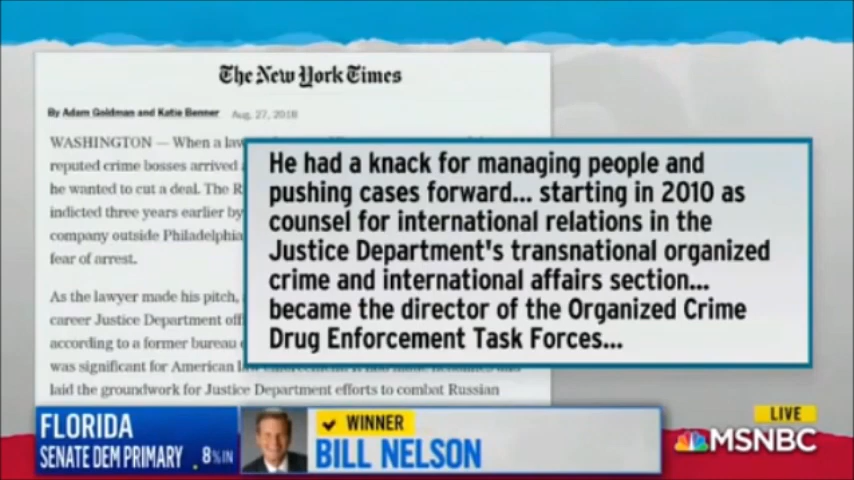 The New York Times
By Adam Goldman and Katie Benner Aug. 27, 2018
WASHINGTON — When a law
reputed crime bosses arrived
he wanted to cut a deal. The R
indicted three years earlier by
company outside Philadelphia
fear of arrest.
As the lawyer made his pitch,
career Justice Department off
according to a former bureau
was significant for American
laid the groundwork for Justice Department efforts to combat Russian
He had a knack for managing people and
pushing cases forward... starting in 2010 as
counsel for international relations in the
Justice Department's transnational organized
crime and international affairs section...
became the director of the Organized Crime
Drug Enforcement Task Forces...
FLORIDA
SENATE DEM PRIMARY 8% IN
WINNER
BILL NELSON
LIVE
MSNBC